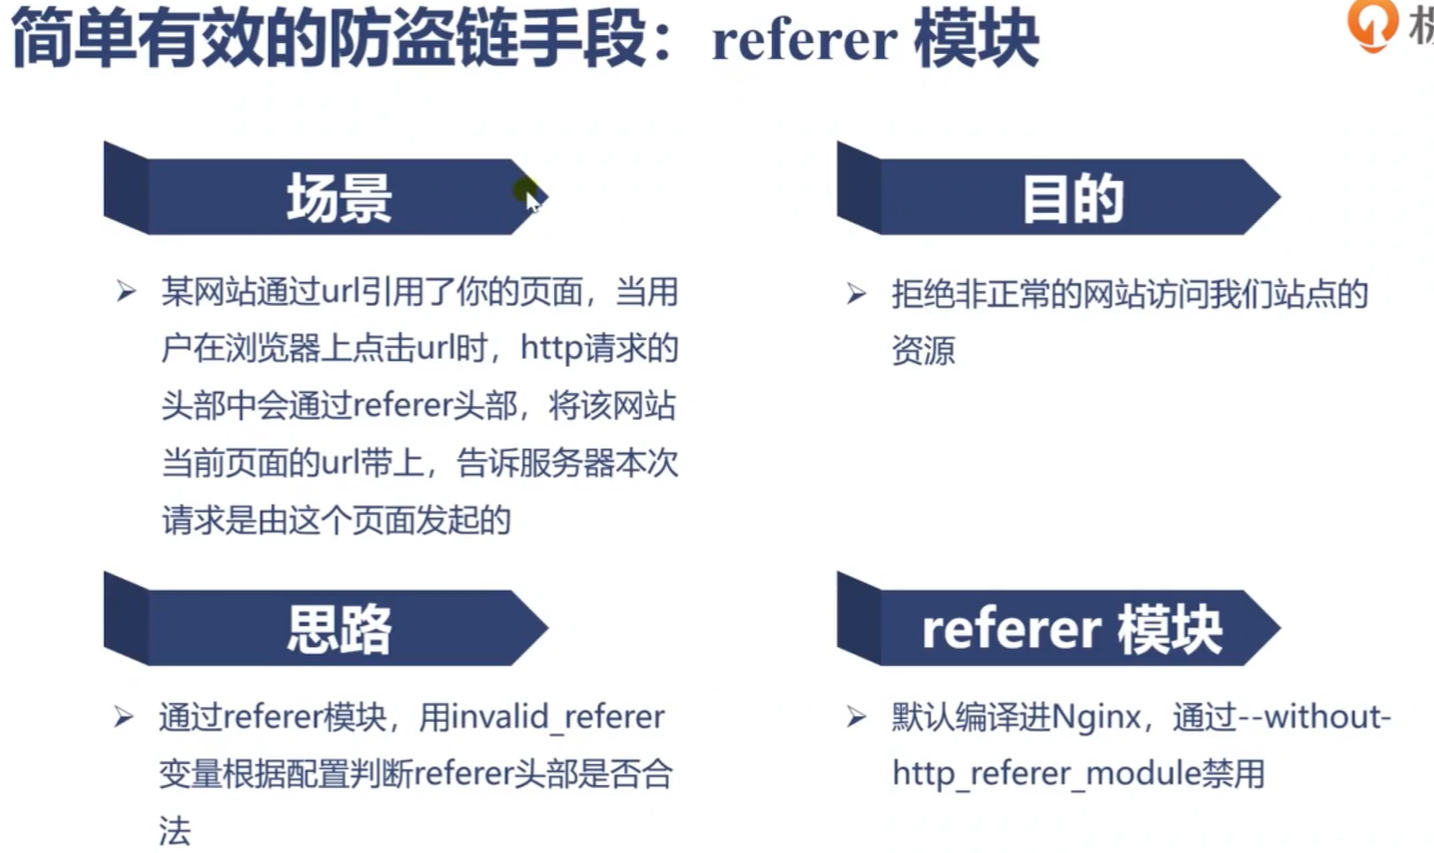 简单有效的防盗链手段：referer 模块
场景
某网站通过url引用了你的页面，当用
户在浏览器上点击url时，http请求的
头部中会通过referer头部，将该网站
当前页面的url带上，告诉服务器本次
请求是由这个页面发起的
目的
拒绝非正常的网站访问我们站点的
资源
思路
通过referer模块，用invalid_referer
变量根据配置判断referer头部是否合
法
referer 模块
默认编译进Nginx，通过--without-
http_referer_module禁用